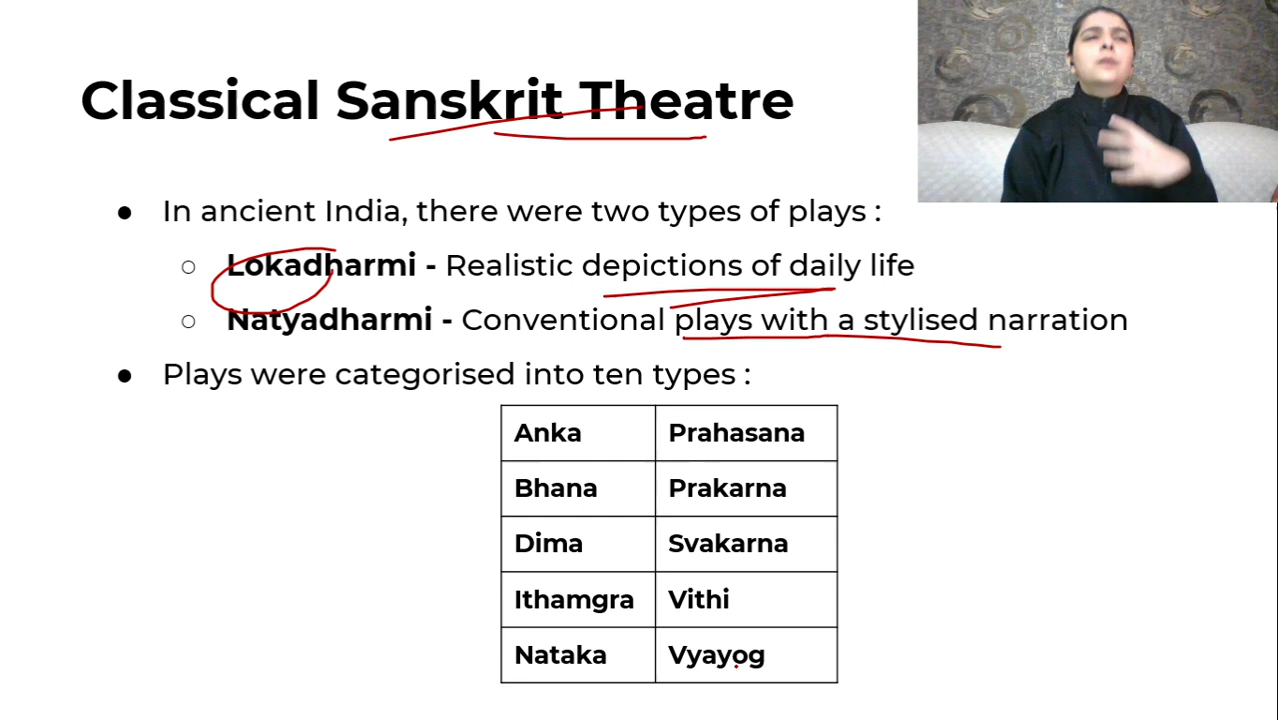 Classical Sanskrit Theatre
● In ancient India, there were two types of plays :
○ Lokadharmi - Realistic depictions of daily life
○ Natyadharmi - Conventional plays with a stylised narration
● Plays were categorised into ten types :
Anka Prahasana
Bhana Prakarna
Dima Svakarna
Ithamgra Vithi
Nataka Vyayog